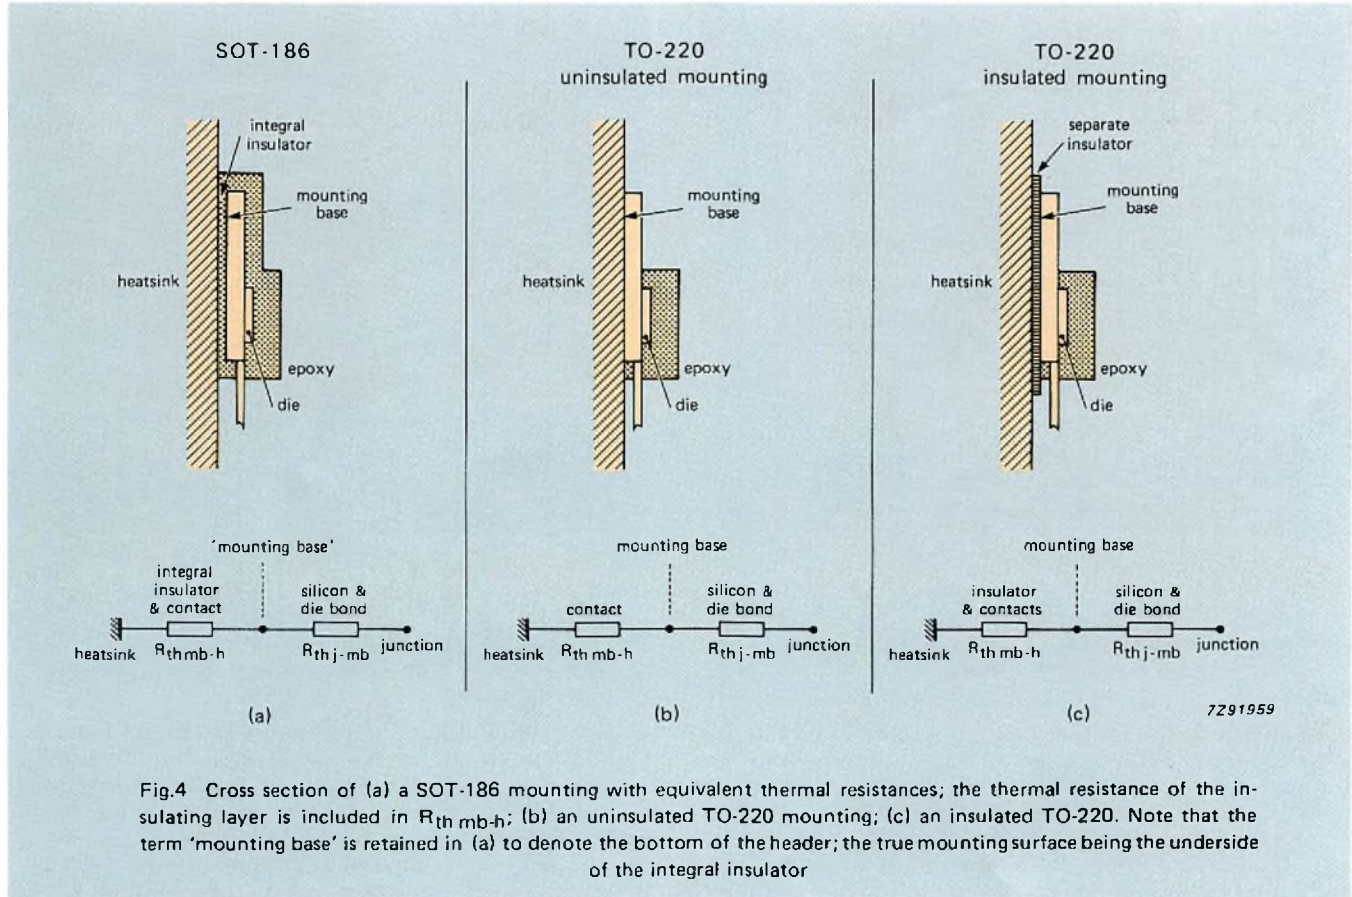 SOT-186
integral
insulator
mounting
base
heatsink
epoxy
die
'mounting base'
integral
insulator
& contact
silicon &
die bond
heatsink
Rth mb-h
Rth j-mb
junction
(a)
TO-220
uninsulated mounting
mounting
base
heatsink
epoxy
die
mounting base
contact
silicon &
die bond
heatsink
Rth mb-h
Rth j-mb
junction
(b)
TO-220
insulated mounting
separate
insulator
mounting
base
heatsink
epoxy
die
mounting base
insulator
& contacts
silicon &
die bond
heatsink
Rth mb-h
Rth j-mb
junction
(c)
7Z91959
Fig.4 Cross section of (a) a SOT-186 mounting with equivalent thermal resistances; the thermal resistance of the in-
sulating layer is included in Rth mb-h; (b) an uninsulated TO-220 mounting; (c) an insulated TO-220. Note that the
term 'mounting base' is retained in (a) to denote the bottom of the header; the true mounting surface being the underside
of the integral insulator